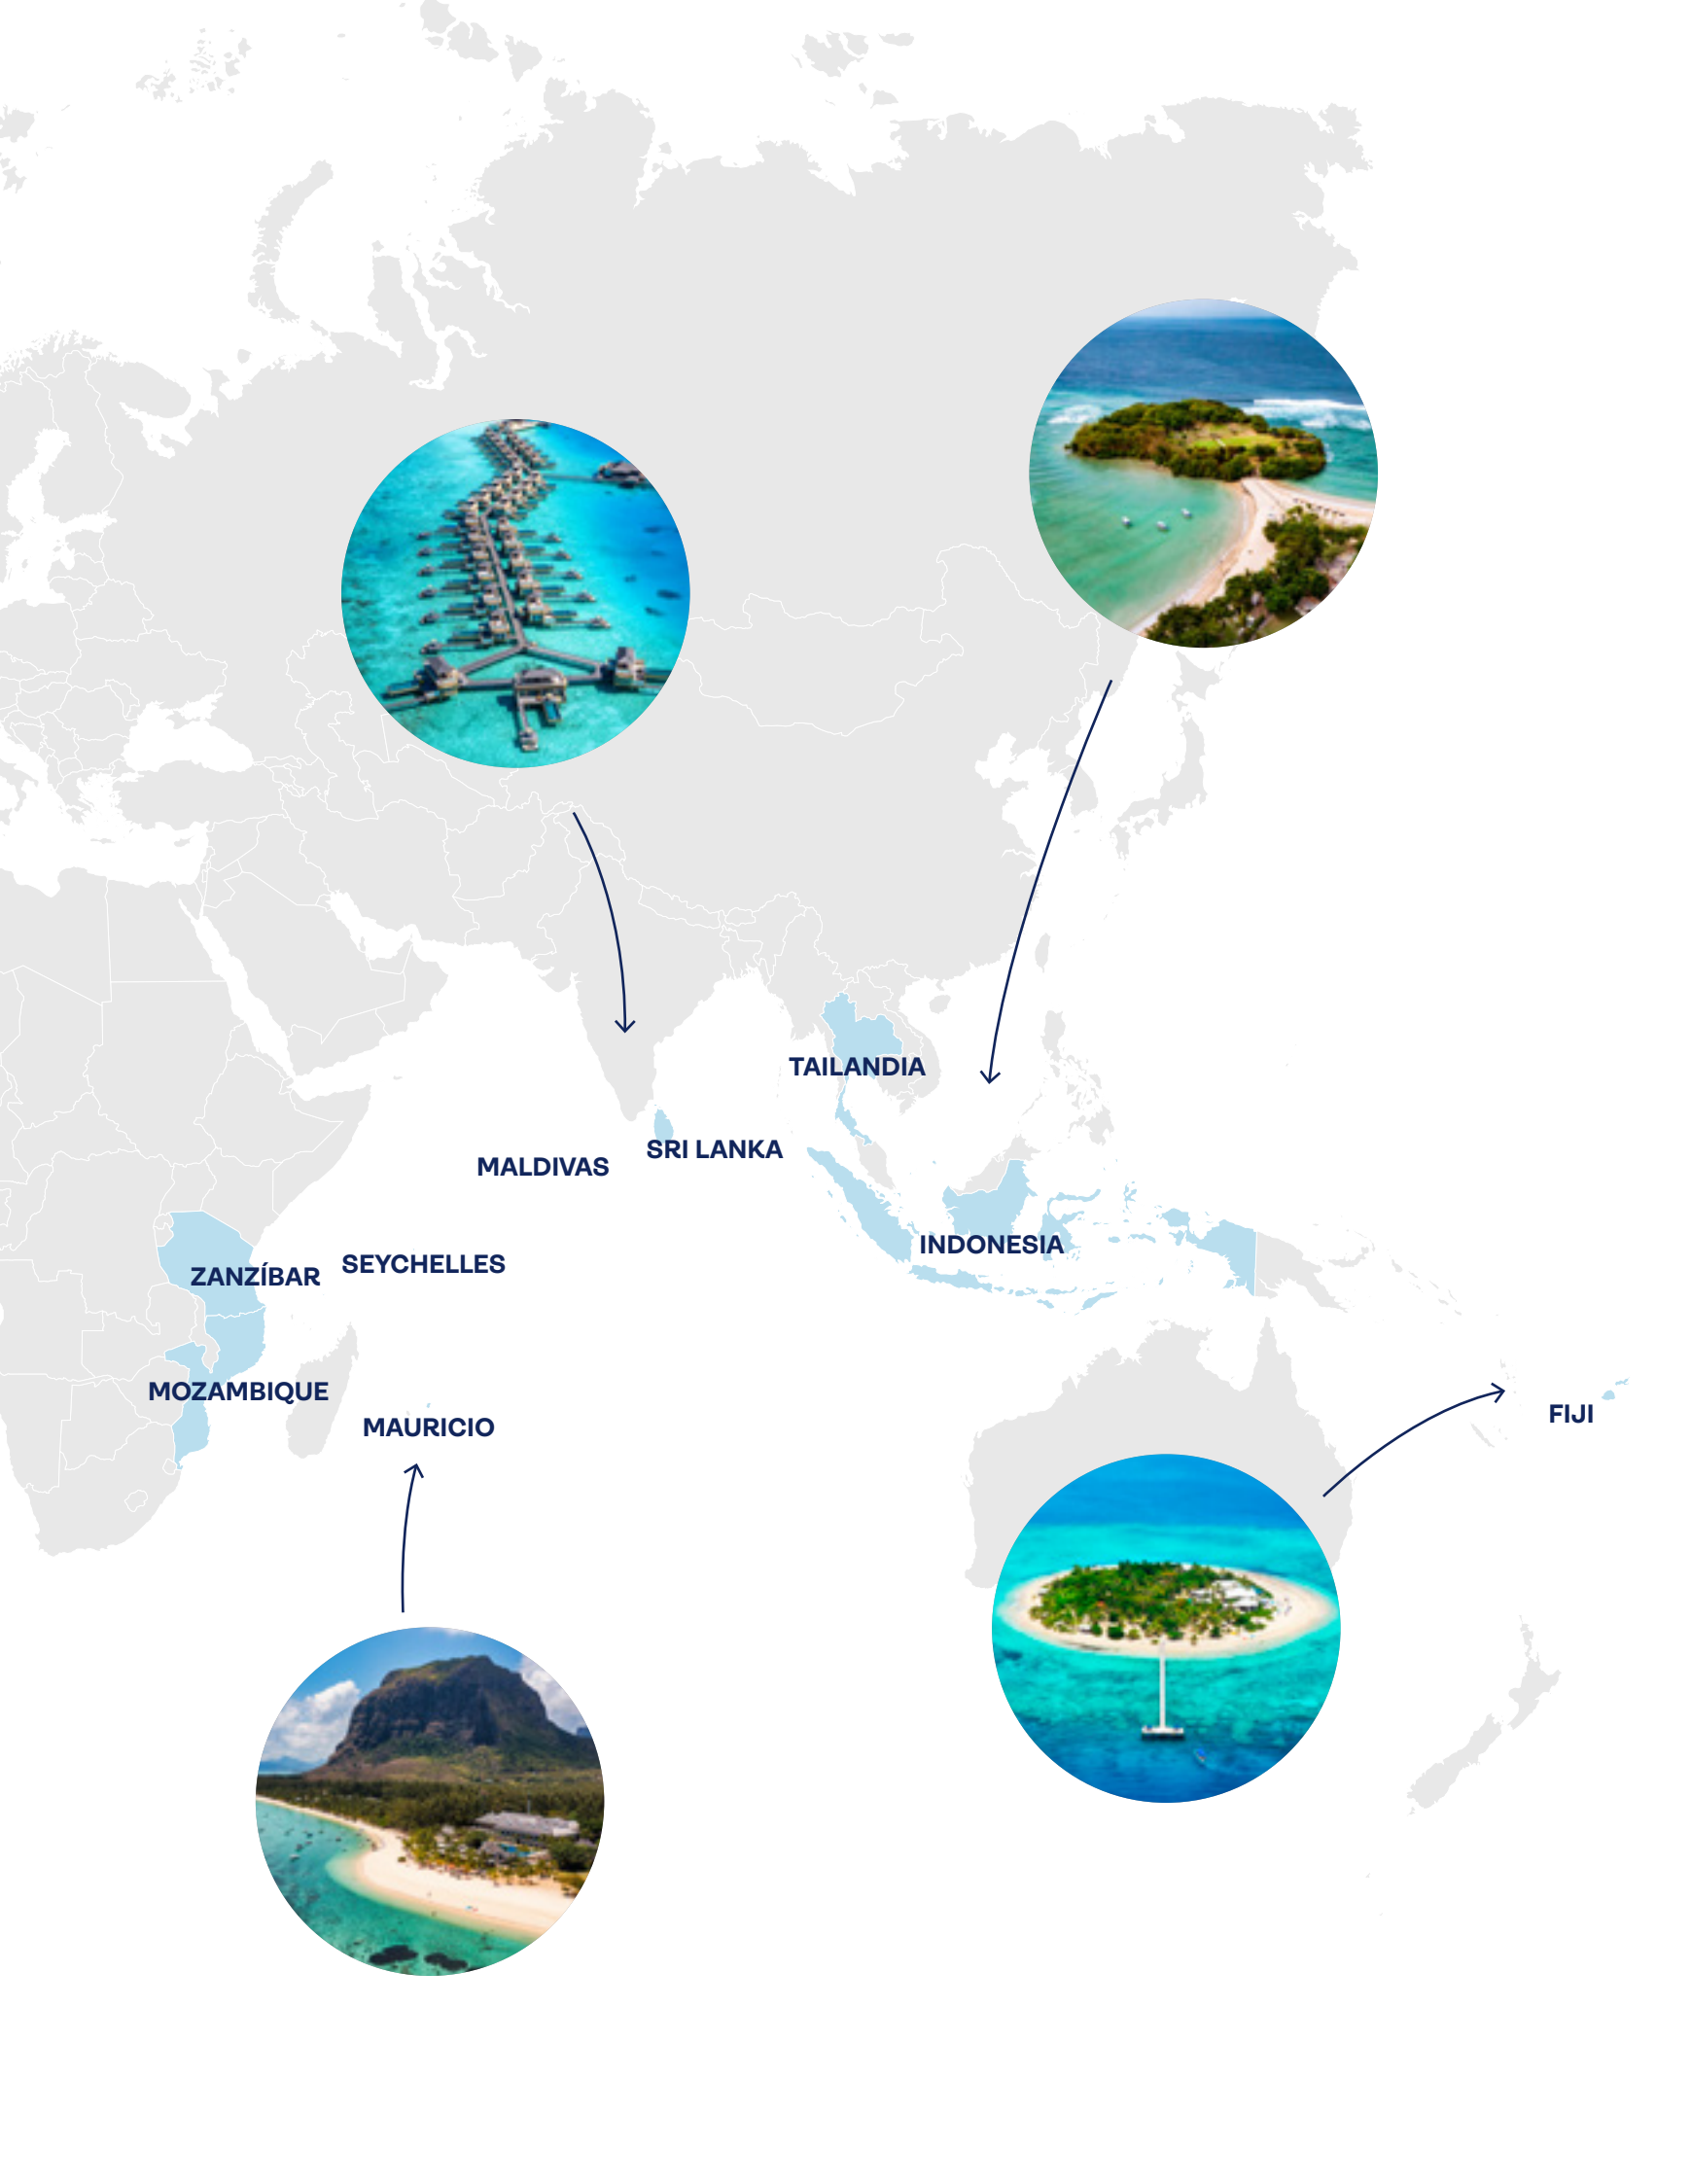 TAILANDIA
SRI LANKA
MALDIVAS
INDONESIA
SEYCHELLES
ZANZÍBAR
MOZAMBIQUE
FIJI
MAURICIO